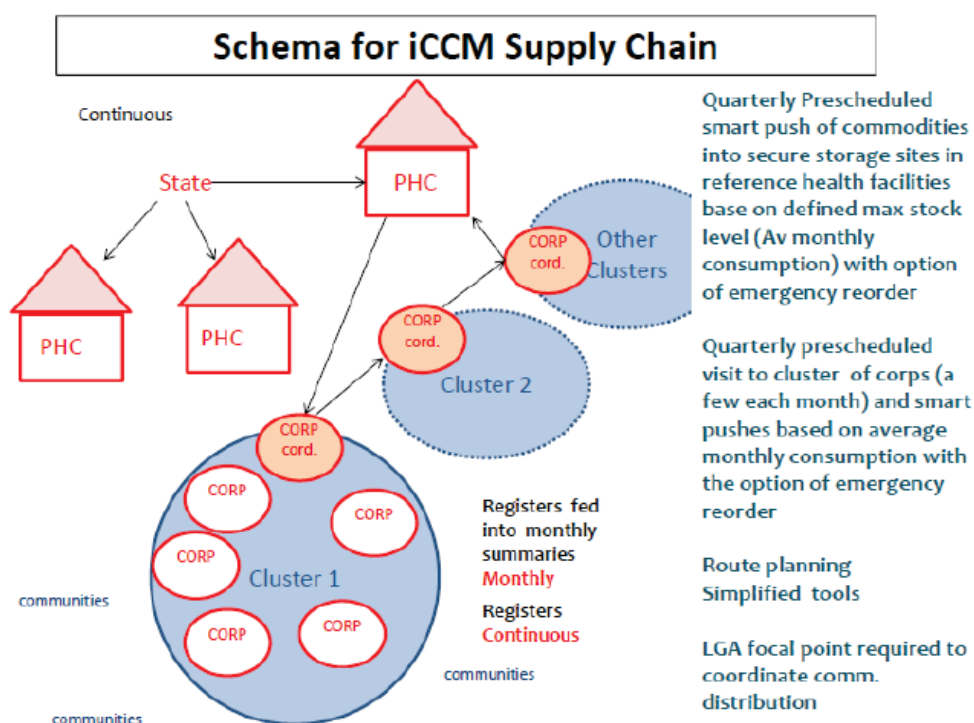 Schema for iCCM Supply Chain
Continuous
State
PHC
PHC
PHC
CORP
cord.
Other
Clusters
CORP
cord.
Cluster 2
CORP
cord.
CORP
CORP
CORP
Cluster 1
CORP
CORP
communities
communities
communities
Registers fed
into monthly
summaries
Monthly
Registers
Continuous
Quarterly Prescheduled
smart push of commodities
into secure storage sites in
reference health facilities
base on defined max stock
level (Av monthly
consumption) with option
of emergency reorder
Quarterly prescheduled
visit to cluster of corps (a
few each month) and smart
pushes based on average
monthly consumption with
the option of emergency
reorder
Route planning
Simplified tools
LGA focal point required to
coordinate comm.
distribution